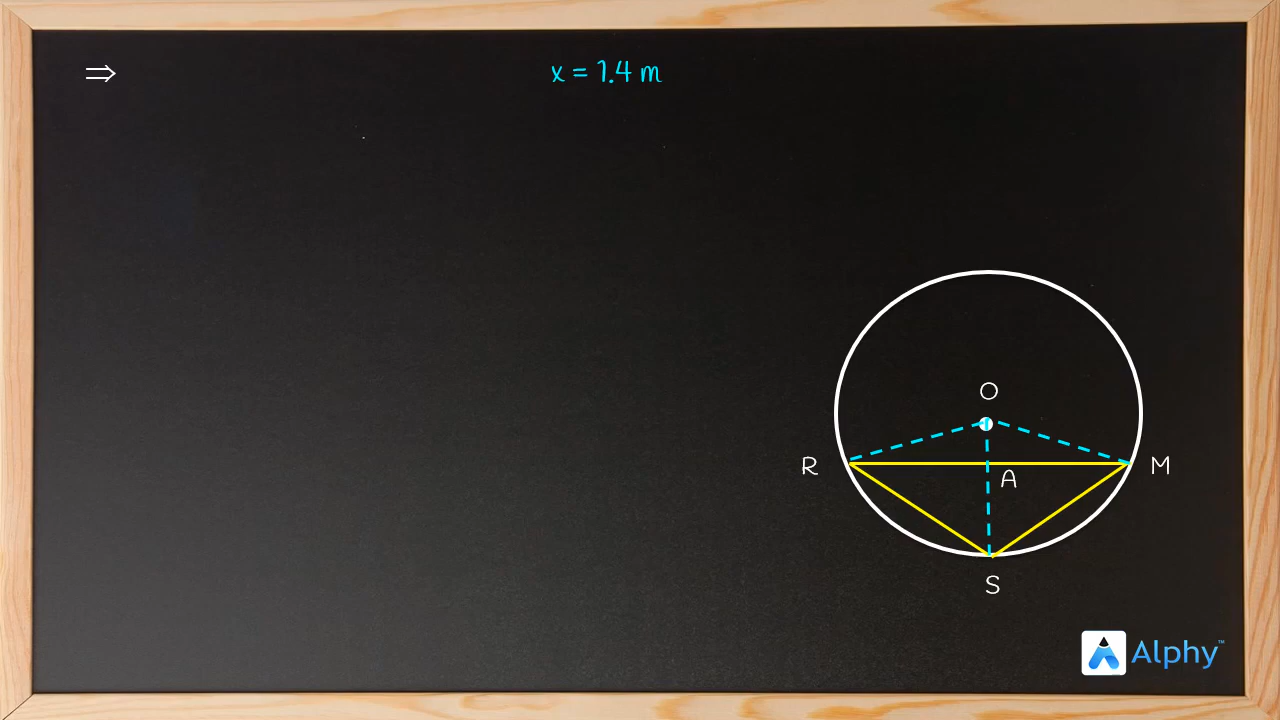 ⇒ x = 1.4 m
O
R A M
S
Alphy™